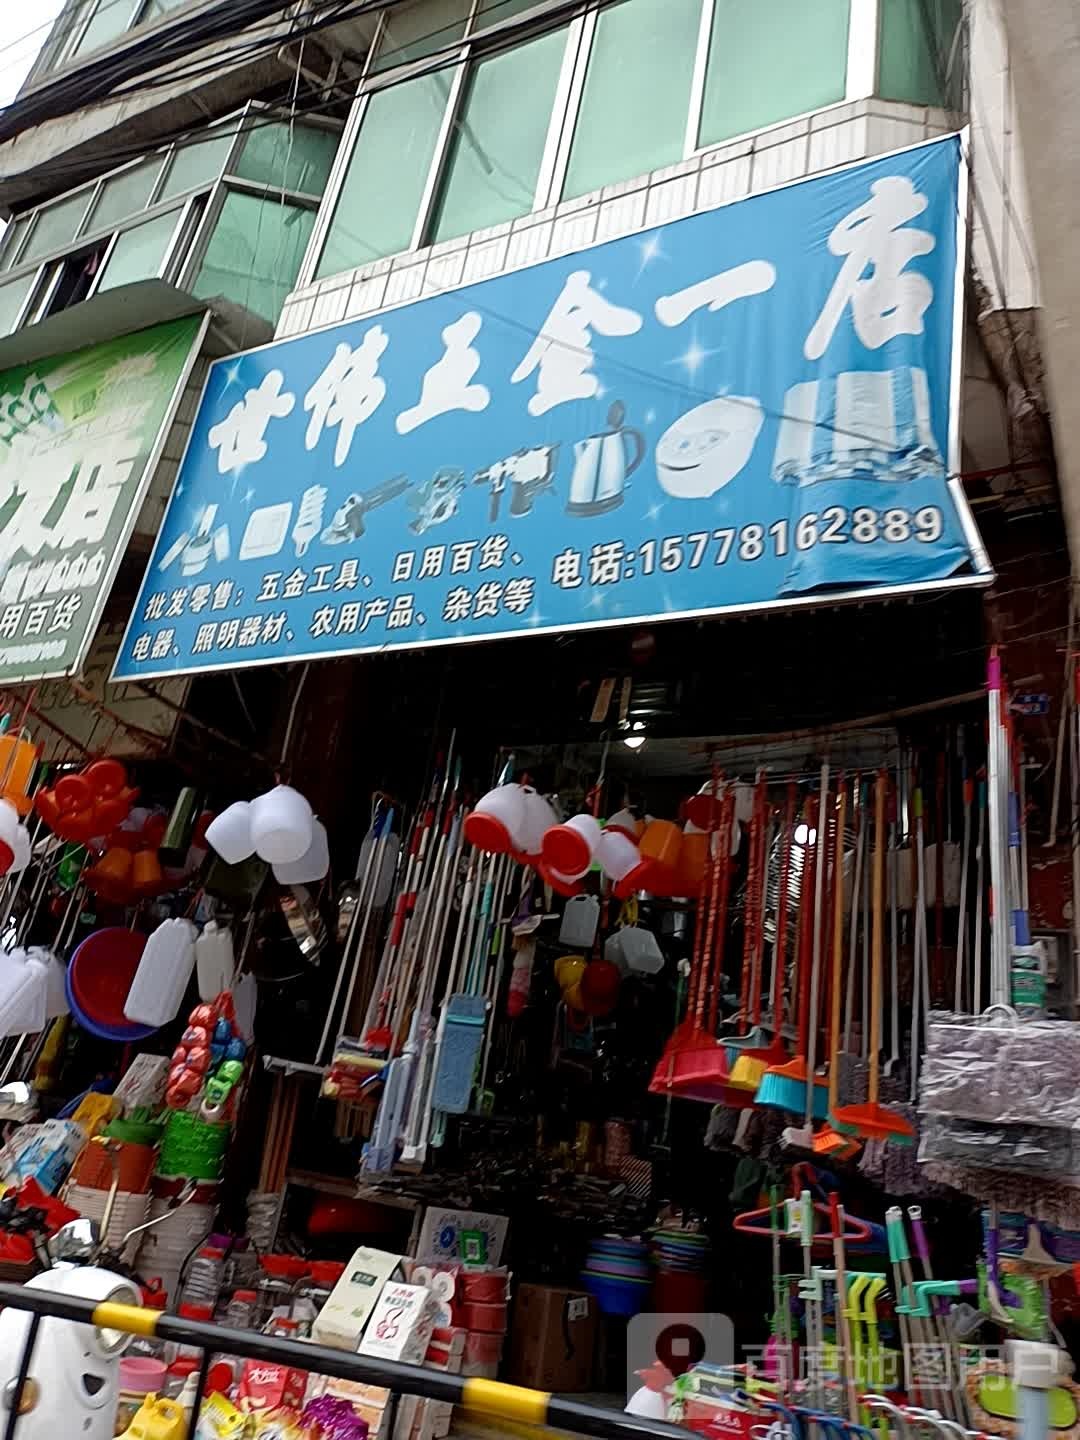 世伟五金一店
批发零售：五金工具、日用百货、
电器、照明器材、农用产品、杂货等
电话:15778162889
发店
用百货
百度地图用户